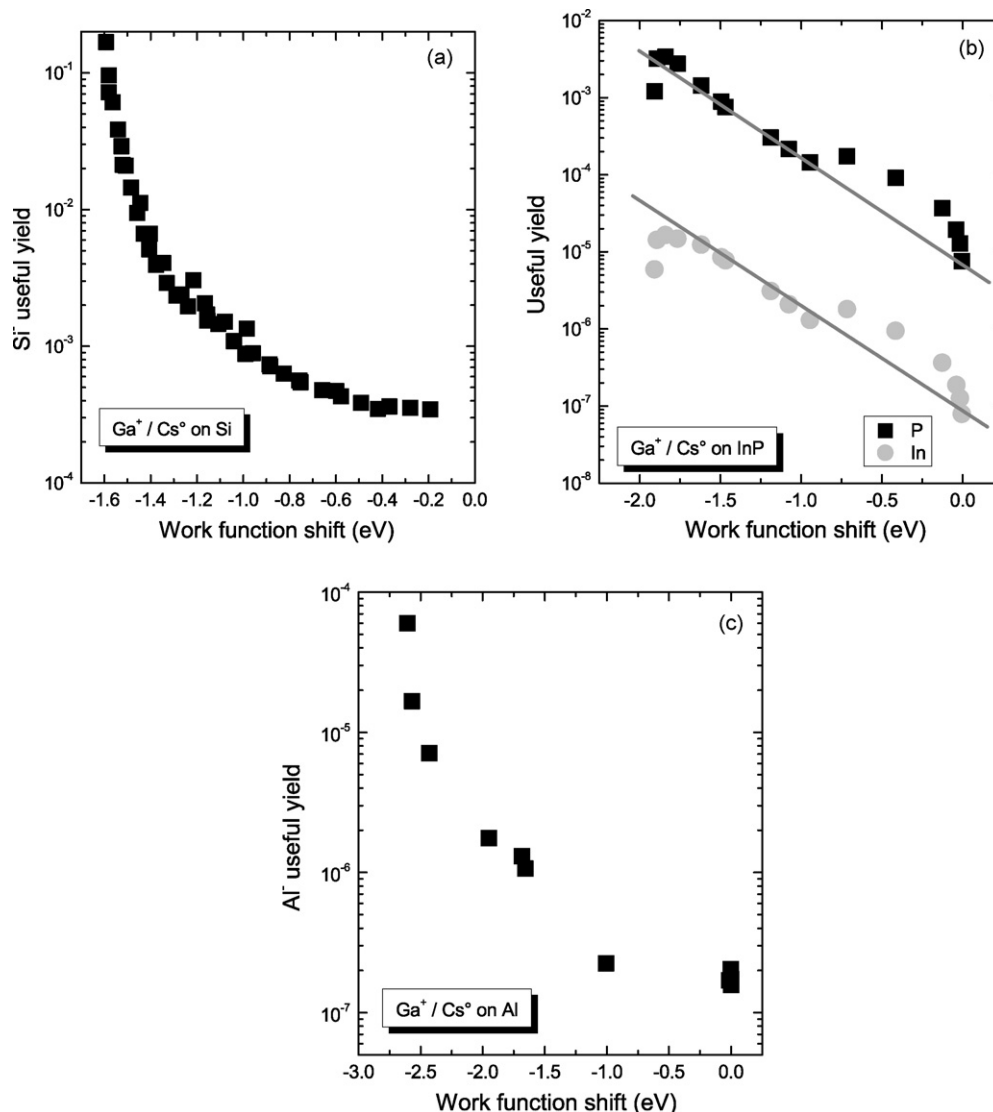 (a)
10⁻¹
10⁻²
10⁻³
10⁻⁴
Si⁻ useful yield
Ga⁺ / Cs° on Si
-1.6 -1.4 -1.2 -1.0 -0.8 -0.6 -0.4 -0.2 0.0
Work function shift (eV)
(b)
10⁻²
10⁻³
10⁻⁴
10⁻⁵
10⁻⁶
10⁻⁷
10⁻⁸
Useful yield
Ga⁺ / Cs° on InP
P
In
-2.0 -1.5 -1.0 -0.5 0.0
Work function shift (eV)
(c)
10⁻⁴
10⁻⁵
10⁻⁶
10⁻⁷
Al⁻ useful yield
Ga⁺ / Cs° on Al
-3.0 -2.5 -2.0 -1.5 -1.0 -0.5 0.0
Work function shift (eV)